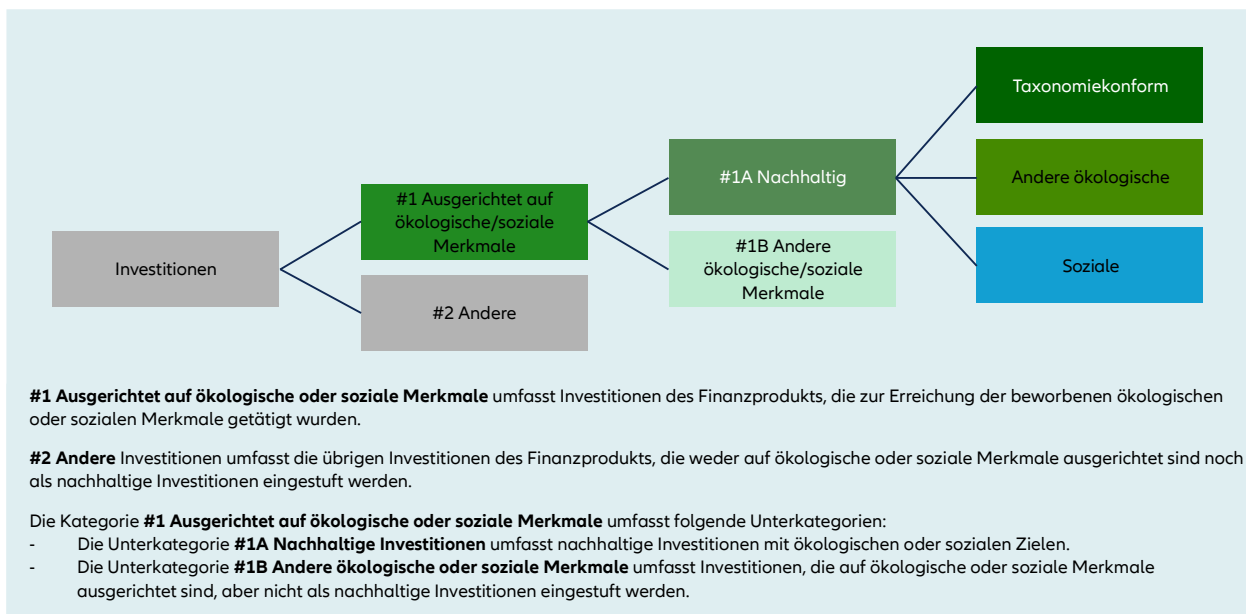 Taxonomiekonform
#1A Nachhaltig
Andere ökologische
#1 Ausgerichtet auf
ökologische/soziale
Merkmale
Investitionen
#1B Andere
ökologische/soziale
Merkmale
Soziale
#2 Andere
#1 Ausgerichtet auf ökologische oder soziale Merkmale umfasst Investitionen des Finanzprodukts, die zur Erreichung der beworbenen ökologischen
oder sozialen Merkmale getätigt wurden.
#2 Andere Investitionen umfasst die übrigen Investitionen des Finanzprodukts, die weder auf ökologische oder soziale Merkmale ausgerichtet sind noch
als nachhaltige Investitionen eingestuft werden.
Die Kategorie #1 Ausgerichtet auf ökologische oder soziale Merkmale umfasst folgende Unterkategorien:
- Die Unterkategorie #1A Nachhaltige Investitionen umfasst nachhaltige Investitionen mit ökologischen oder sozialen Zielen.
- Die Unterkategorie #1B Andere ökologische oder soziale Merkmale umfasst Investitionen, die auf ökologische oder soziale Merkmale
ausgerichtet sind, aber nicht als nachhaltige Investitionen eingestuft werden.